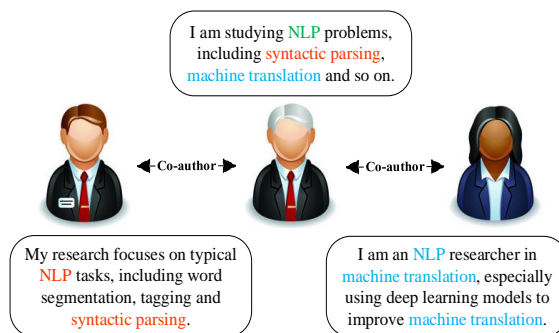 I am studying NLP problems,
including syntactic parsing,
machine translation and so on.
Co-author
Co-author
My research focuses on typical
NLP tasks, including word
segmentation, tagging and
syntactic parsing.
I am an NLP researcher in
machine translation, especially
using deep learning models to
improve machine translation.